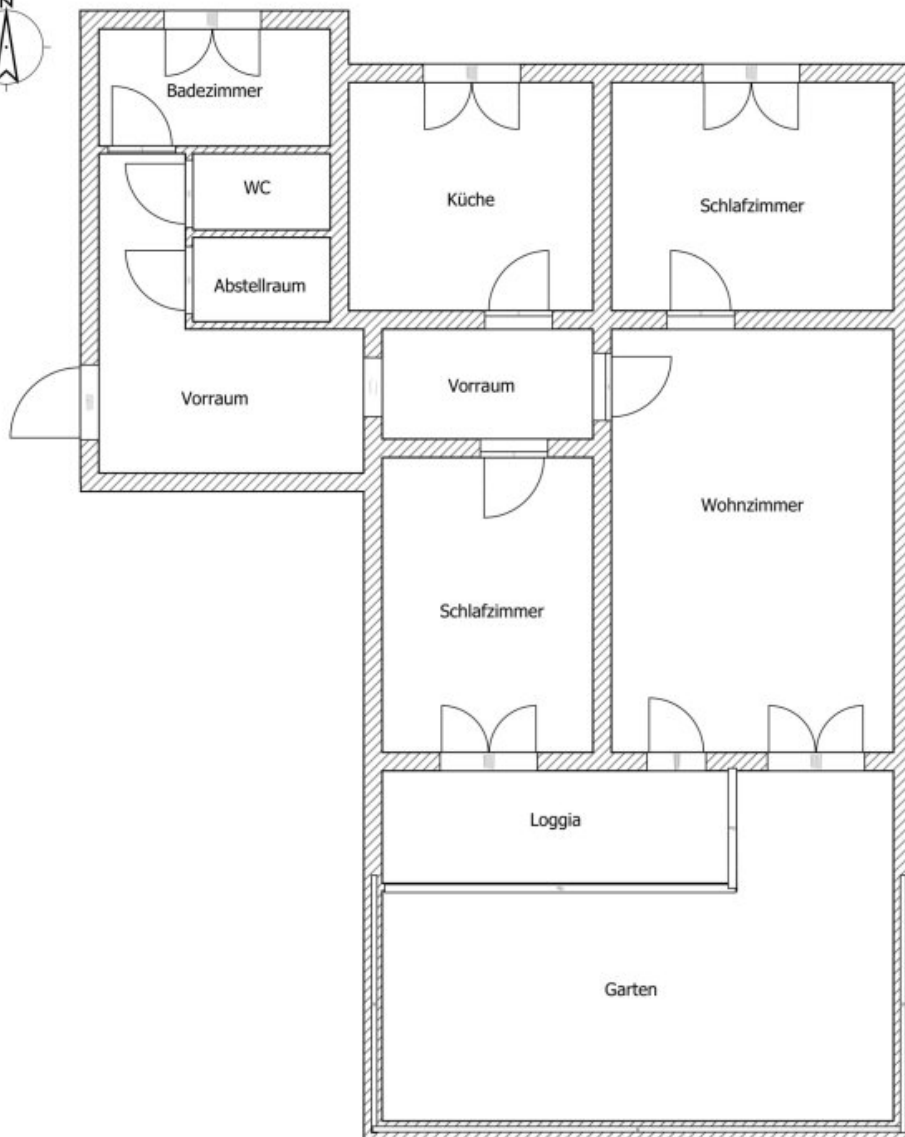 N
Badezimmer
WC
Küche
Schlafzimmer
Abstellraum
Vorraum
Vorraum
Wohnzimmer
Schlafzimmer
Loggia
Garten